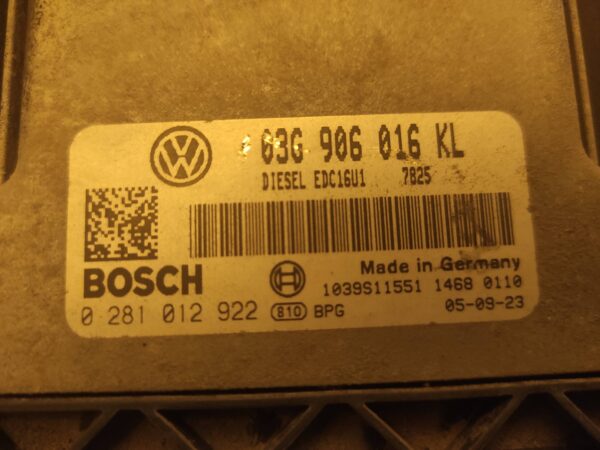 03G 906 016 KL
DIESEL EDC16U1 7825
BOSCH
Made in Germany
1039S11551 1468 0110
0 281 012 922 810 BPG 05-09-23